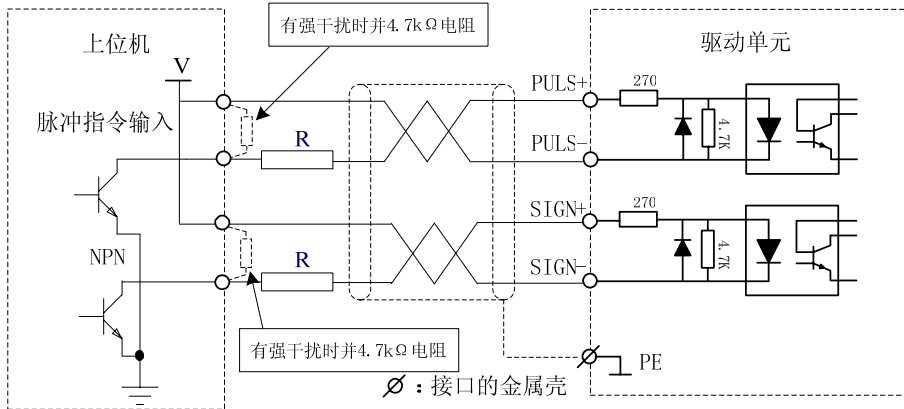 有强干扰时并4.7kΩ电阻
上位机
驱动单元
V
PULS+
270
脉冲指令输入
4.7K
R
PULS-
SIGN+
270
NPN
4.7K
R
SIGN-
有强干扰时并4.7kΩ电阻
PE
：接口的金属壳